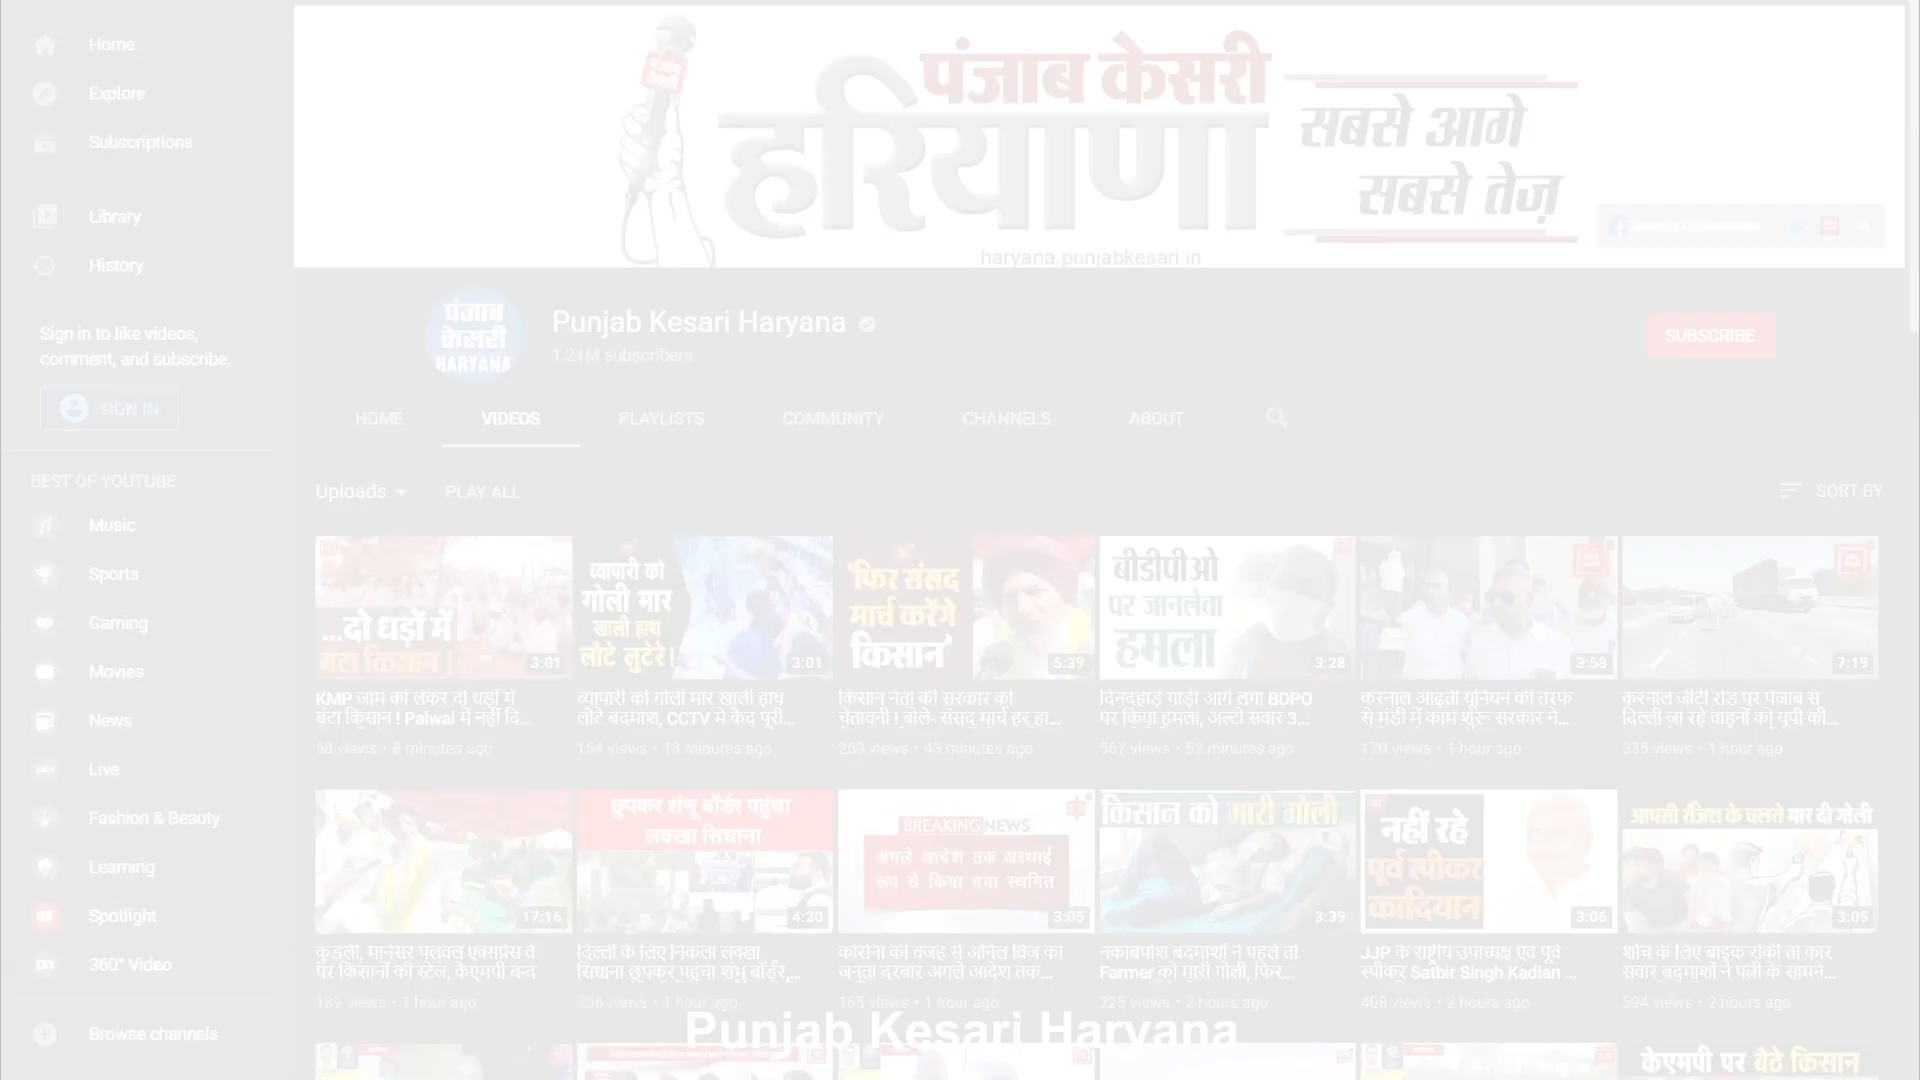 Home
Explore
Subscriptions
Library
History
Sign in to like videos,
comment, and subscribe.
SIGN IN
BEST OF YOUTUBE
Music
Sports
Gaming
Movies
News
Live
Fashion & Beauty
Learning
Spotlight
360° Video
Browse channels
पंजाब केसरी
हरियाणा
सबसे आगे
सबसे तेज़
haryana.punjabkesari.in
पंजाब
केसरी
HARYANA
Punjab Kesari Haryana
1.21M subscribers
SUBSCRIBE
HOME
VIDEOS
PLAYLISTS
COMMUNITY
CHANNELS
ABOUT
Uploads
PLAY ALL
SORT BY
...दो धड़ों में
बंटा किसान !
3:01
व्यापारी को
गोली मार
खाली हाथ
लौटे लुटेरे !
3:01
'फिर संसद
मार्च करेंगे
किसान'
5:39
बीडीपीओ
पर जानलेवा
हमला
3:28
3:58
7:19
KMP जाम को लेकर दो धड़ों में
बंटा किसान ! Palwal में नहीं दि...
58 views • 8 minutes ago
व्यापारी को गोली मार खाली हाथ
लौटे बदमाश, CCTV में कैद पूरी...
154 views • 13 minutes ago
किसान नेता की सरकार को
चेतावनी ! बोले- संसद मार्च हर हा...
259 views • 43 minutes ago
दिनदहाड़े गाड़ी आगे लगा BDPO
पर किया हमला, अल्टो सवार 3...
567 views • 52 minutes ago
करनाल आढ़ती यूनियन की तरफ
से मंडी में काम शुरू सरकार ने...
170 views • 1 hour ago
करनाल जीटी रोड पर पंजाब से
दिल्ली जा रहे वाहनों को यूपी की...
335 views • 1 hour ago
17:16
छुपकर शंभू बॉर्डर पहुंचा
लक्खा सिधाना
4:20
BREAKING NEWS
अगले आदेश तक अस्थाई
रूप से किया गया स्थगित
3:05
किसान को मारी गोली
3:39
नहीं रहे
पूर्व स्पीकर
कादियान
3:06
आपसी रंजिश के चलते मार दी गोली
3:05
कुंडली, मानेसर पलवल एक्सप्रेस वे
पर किसानों की स्टेज, केएमपी बन्द
189 views • 1 hour ago
दिल्ली के लिए निकला लक्खा
सिधाना छुपकर पहुंचा शंभू बॉर्डर,...
336 views • 1 hour ago
कोरोना की वजह से अनिल विज का
जनता दरबार अगले आदेश तक...
165 views • 1 hour ago
नकाबपोश बदमाशों ने पहले तो
Farmer को मारी गोली, फिर...
225 views • 2 hours ago
JJP के राष्ट्रीय उपाध्यक्ष एवं पूर्व
स्पीकर Satbir Singh Kadian ...
408 views • 2 hours ago
शौच के लिए बाइक रोकी तो कार
सवार बदमाशों ने पत्नी के सामने...
594 views • 2 hours ago
Punjab Kesari Haryana
केएमपी पर बैठे किसान